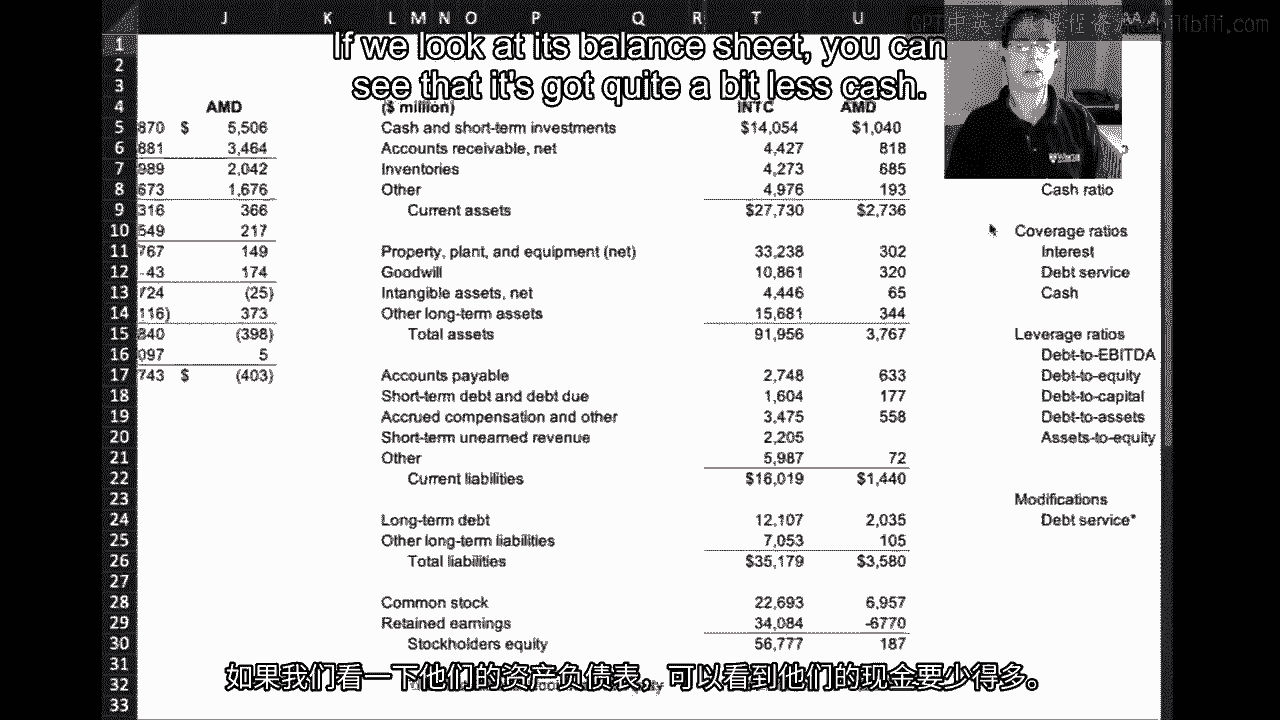 J K L M N O P Q R T U
If we look at its balance sheet, you can
see that it's got quite a bit less cash.
1
2
3
4 AMD ($ million) INTC AMD
5 870 $ 5,506 Cash and short-term investments $14,054 $1,040
6 881 3,464 Accounts receivable, net 4,427 818
7 989 2,042 Inventories 4,273 685
8 673 1,676 Other 4,976 193 Cash ratio
9 316 366 Current assets $27,730 $2,736
10 549 217 Coverage ratios
11 767 149 Property, plant, and equipment (net) 33,238 302 Interest
12 43 174 Goodwill 10,861 320 Debt service
13 724 (25) Intangible assets, net 4,446 65 Cash
14 116) 373 Other long-term assets 15,681 344
15 840 (398) Total assets 91,956 3,767 Leverage ratios
16 097 5 Debt-to-EBITDA
17 743 $ (403) Accounts payable 2,748 633 Debt-to-equity
18 Short-term debt and debt due 1,604 177 Debt-to-capital
19 Accrued compensation and other 3,475 558 Debt-to-assets
20 Short-term unearned revenue 2,205 Assets-to-equity
21 Other 5,987 72
22 Current liabilities $16,019 $1,440
23 Modifications
24 Long-term debt 12,107 2,035 Debt service*
25 Other long-term liabilities 7,053 105
26 Total liabilities $35,179 $3,580
27
28 Common stock 22,693 6,957
29 Retained earnings 34,084 -6770
30 Stockholders equity 56,777 187
31
如果我们看一下他们的资产负债表，可以看到他们的现金要少得多。
32
33